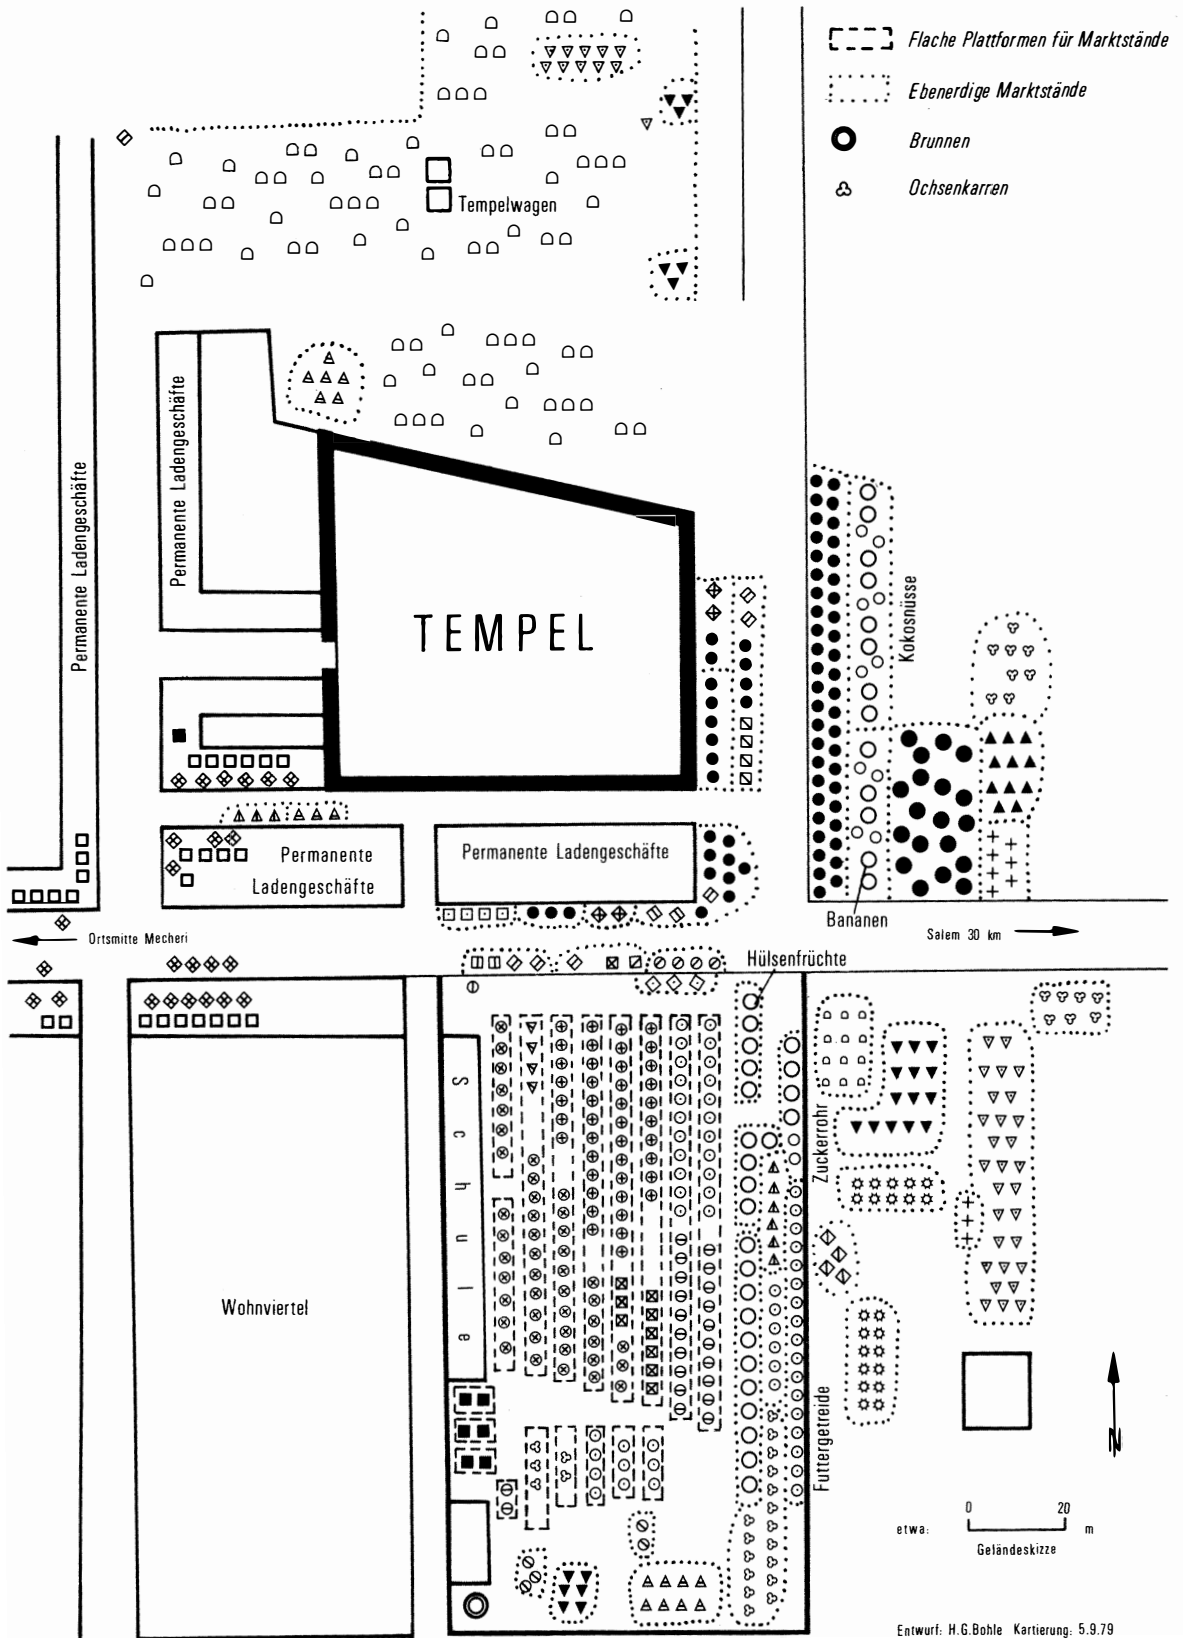 Flache Plattformen für Marktstände
Ebenerdige Marktstände
Brunnen
Ochsenkarren
Tempelwagen
Permanente Ladengeschäfte
Permanente Ladengeschäfte
TEMPEL
Kokosnüsse
Permanente
Ladengeschäfte
Permanente Ladengeschäfte
Bananen
Ortsmitte Mecheri
Salem 30 km
Hülsenfrüchte
Schule
Zuckerrohr
Wohnviertel
Futtergetreide
N
0 20
etwa: m
Geländeskizze
Entwurf: H.G.Bohle Kartierung: 5.9.79